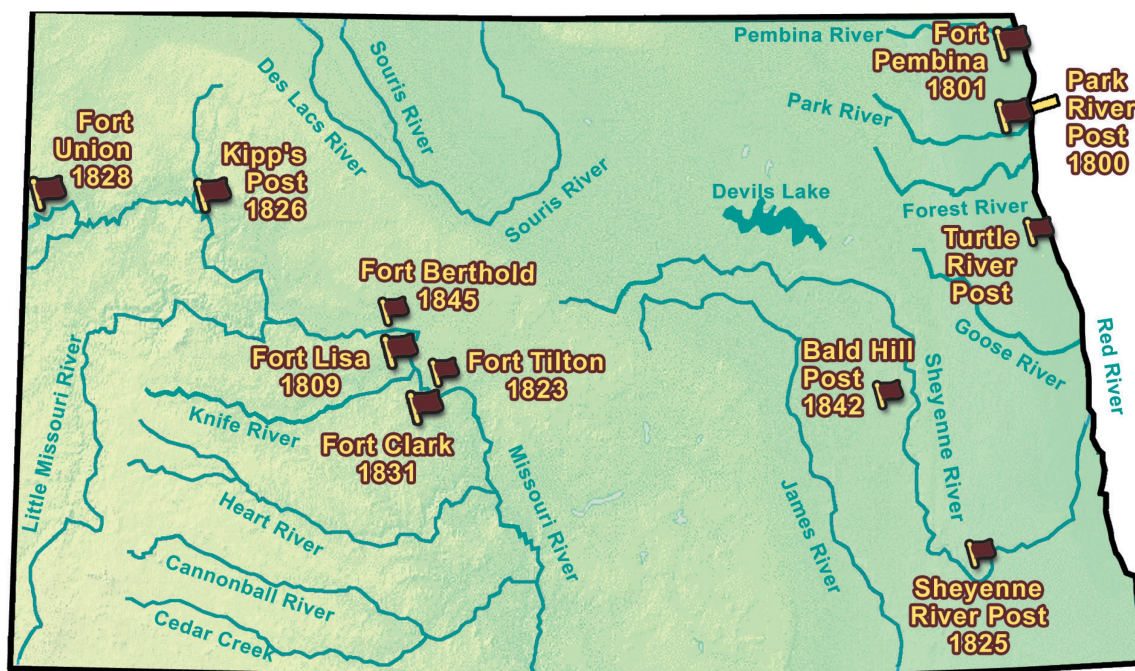 Pembina River
Fort
Pembina
1801
Park
River
Post
1800
Park River
Souris River
Des Lacs River
Souris River
Fort
Union
1828
Kipp's
Post
1826
Devils Lake
Forest River
Turtle
River
Post
Fort Berthold
1845
Goose River
Red River
Fort Lisa
1809
Fort Tilton
1823
Bald Hill
Post
1842
Sheyenne River
Little Missouri River
Knife River
Fort Clark
1831
Missouri River
James River
Heart River
Cannonball River
Cedar Creek
Sheyenne
River Post
1825